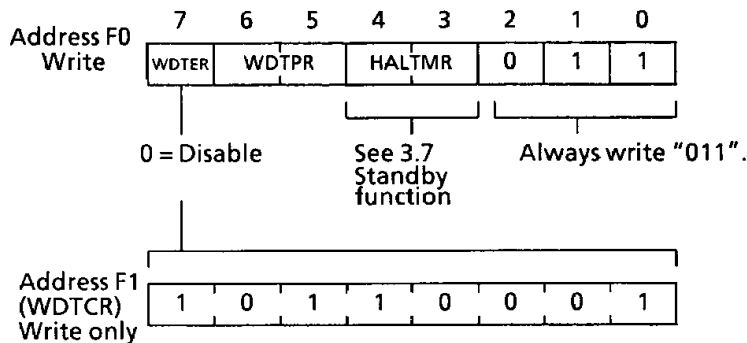 7 6 5 4 3 2 1 0
Address F0
Write
WDTER WDTPR HALTMR 0 1 1
0 = Disable
See 3.7
Standby
function
Always write "011".
Address F1
(WDTCR)
Write only
1 0 1 1 0 0 0 1